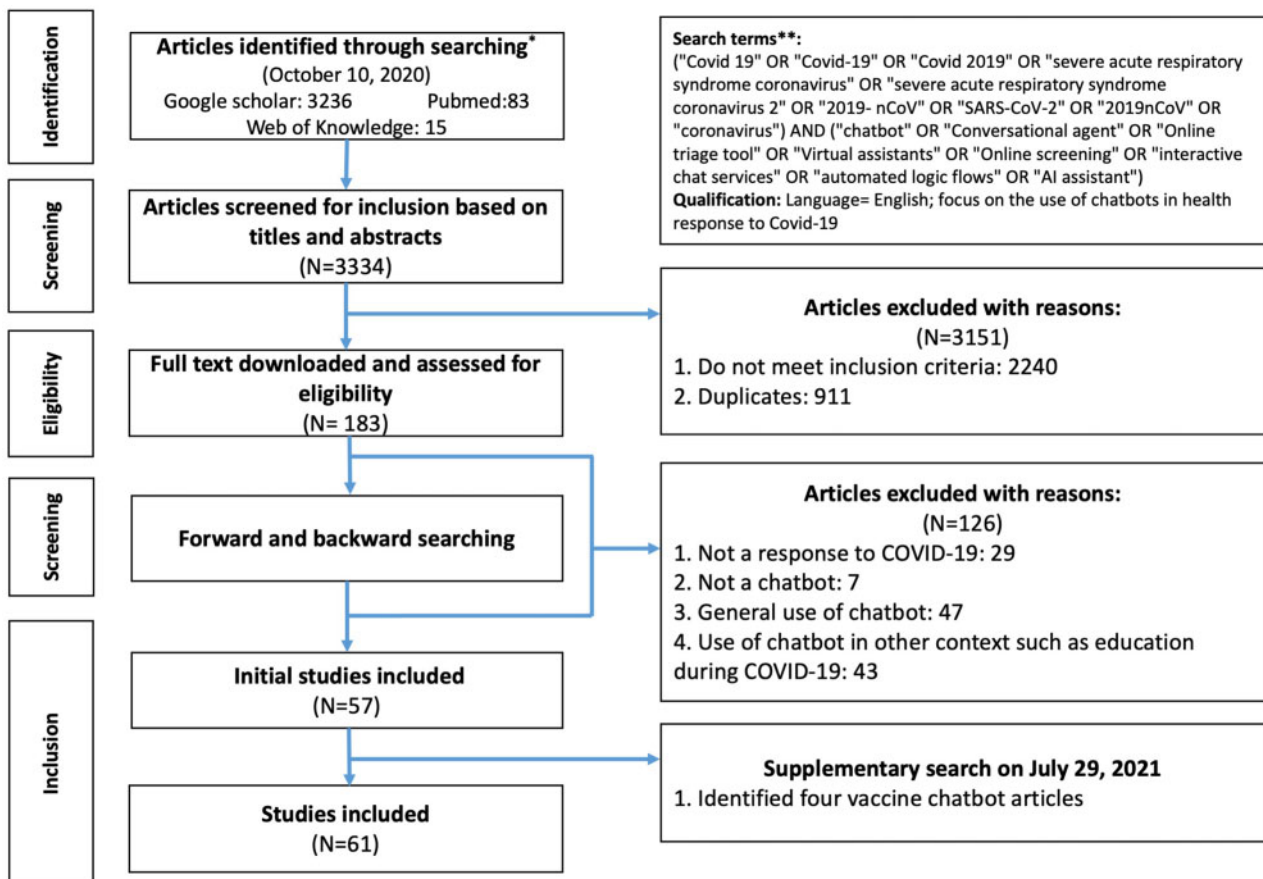 Identification
Articles identified through searching*
(October 10, 2020)
Google scholar: 3236 Pubmed:83
Web of Knowledge: 15
Search terms**:
("Covid 19" OR "Covid-19" OR "Covid 2019" OR "severe acute respiratory
syndrome coronavirus" OR "severe acute respiratory syndrome
coronavirus 2" OR "2019- nCoV" OR "SARS-CoV-2" OR "2019nCoV" OR
"coronavirus") AND ("chatbot" OR "Conversational agent" OR "Online
triage tool" OR "Virtual assistants" OR "Online screening" OR "interactive
chat services" OR "automated logic flows" OR "AI assistant")
Qualification: Language= English; focus on the use of chatbots in health
response to Covid-19
Screening
Articles screened for inclusion based on
titles and abstracts
(N=3334)
Articles excluded with reasons:
(N=3151)
1. Do not meet inclusion criteria: 2240
2. Duplicates: 911
Eligibility
Full text downloaded and assessed for
eligibility
(N= 183)
Screening
Forward and backward searching
Articles excluded with reasons:
(N=126)
1. Not a response to COVID-19: 29
2. Not a chatbot: 7
3. General use of chatbot: 47
4. Use of chatbot in other context such as education
during COVID-19: 43
Inclusion
Initial studies included
(N=57)
Supplementary search on July 29, 2021
1. Identified four vaccine chatbot articles
Studies included
(N=61)